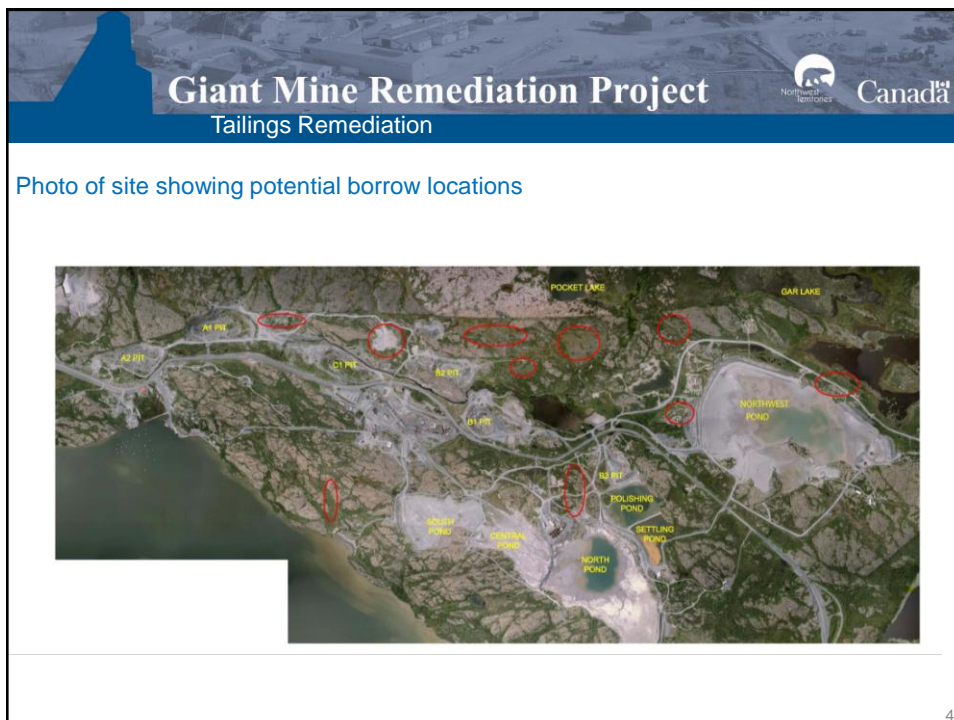 Giant Mine Remediation Project
Northwest
Territories
Canada
Tailings Remediation
Photo of site showing potential borrow locations
POCKET LAKE
GAR LAKE
A1 PIT
A2 PIT
C1 PIT
B2 PIT
B1 PIT
NORTHWEST
POND
B3 PIT
POLISHING
POND
SOUTH
POND
CENTRAL
POND
SETTLING
POND
NORTH
POND
4